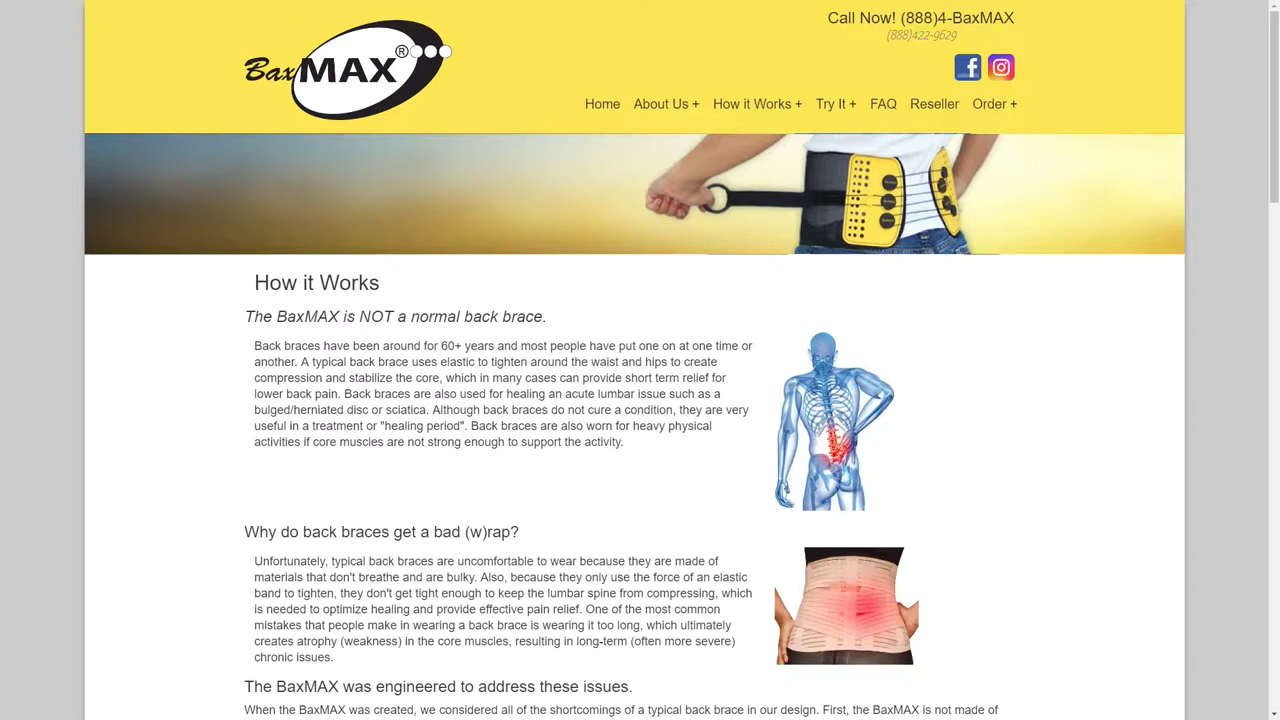 Call Now! (888)4-BaxMAX
(888)422-9629
BaxMAX®
Home About Us + How it Works + Try It + FAQ Reseller Order +
How it Works
The BaxMAX is NOT a normal back brace.
Back braces have been around for 60+ years and most people have put one on at one time or
another. A typical back brace uses elastic to tighten around the waist and hips to create
compression and stabilize the core, which in many cases can provide short term relief for
lower back pain. Back braces are also used for healing an acute lumbar issue such as a
bulged/herniated disc or sciatica. Although back braces do not cure a condition, they are very
useful in a treatment or "healing period". Back braces are also worn for heavy physical
activities if core muscles are not strong enough to support the activity.
Why do back braces get a bad (w)rap?
Unfortunately, typical back braces are uncomfortable to wear because they are made of
materials that don't breathe and are bulky. Also, because they only use the force of an elastic
band to tighten, they don't get tight enough to keep the lumbar spine from compressing, which
is needed to optimize healing and provide effective pain relief. One of the most common
mistakes that people make in wearing a back brace is wearing it too long, which ultimately
creates atrophy (weakness) in the core muscles, resulting in long-term (often more severe)
chronic issues.
The BaxMAX was engineered to address these issues.
When the BaxMAX was created, we considered all of the shortcomings of a typical back brace in our design. First, the BaxMAX is not made of